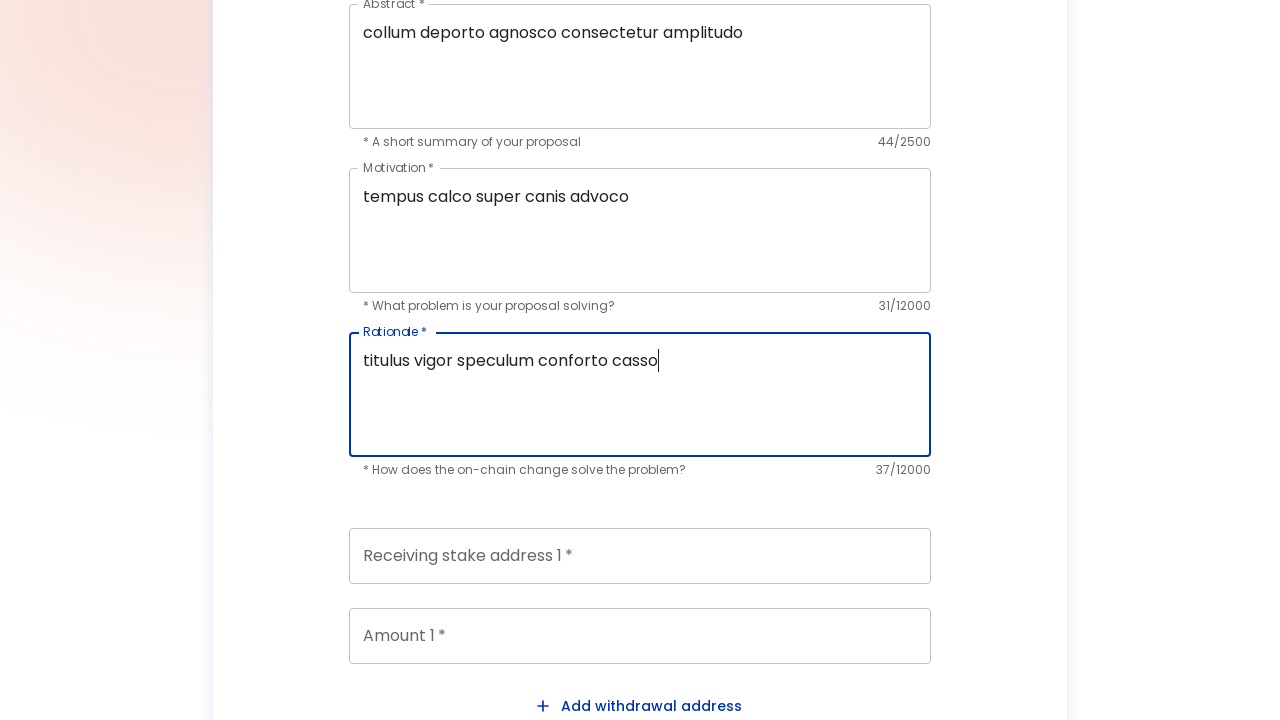 Abstract *
collum deporto agnosco consectetur amplitudo
* A short summary of your proposal 44/2500
Motivation *
tempus calco super canis advoco
* What problem is your proposal solving? 31/12000
Rationale *
titulus vigor speculum conforto casso
* How does the on-chain change solve the problem? 37/12000
Receiving stake address 1 *
Amount 1 *
+ Add withdrawal address